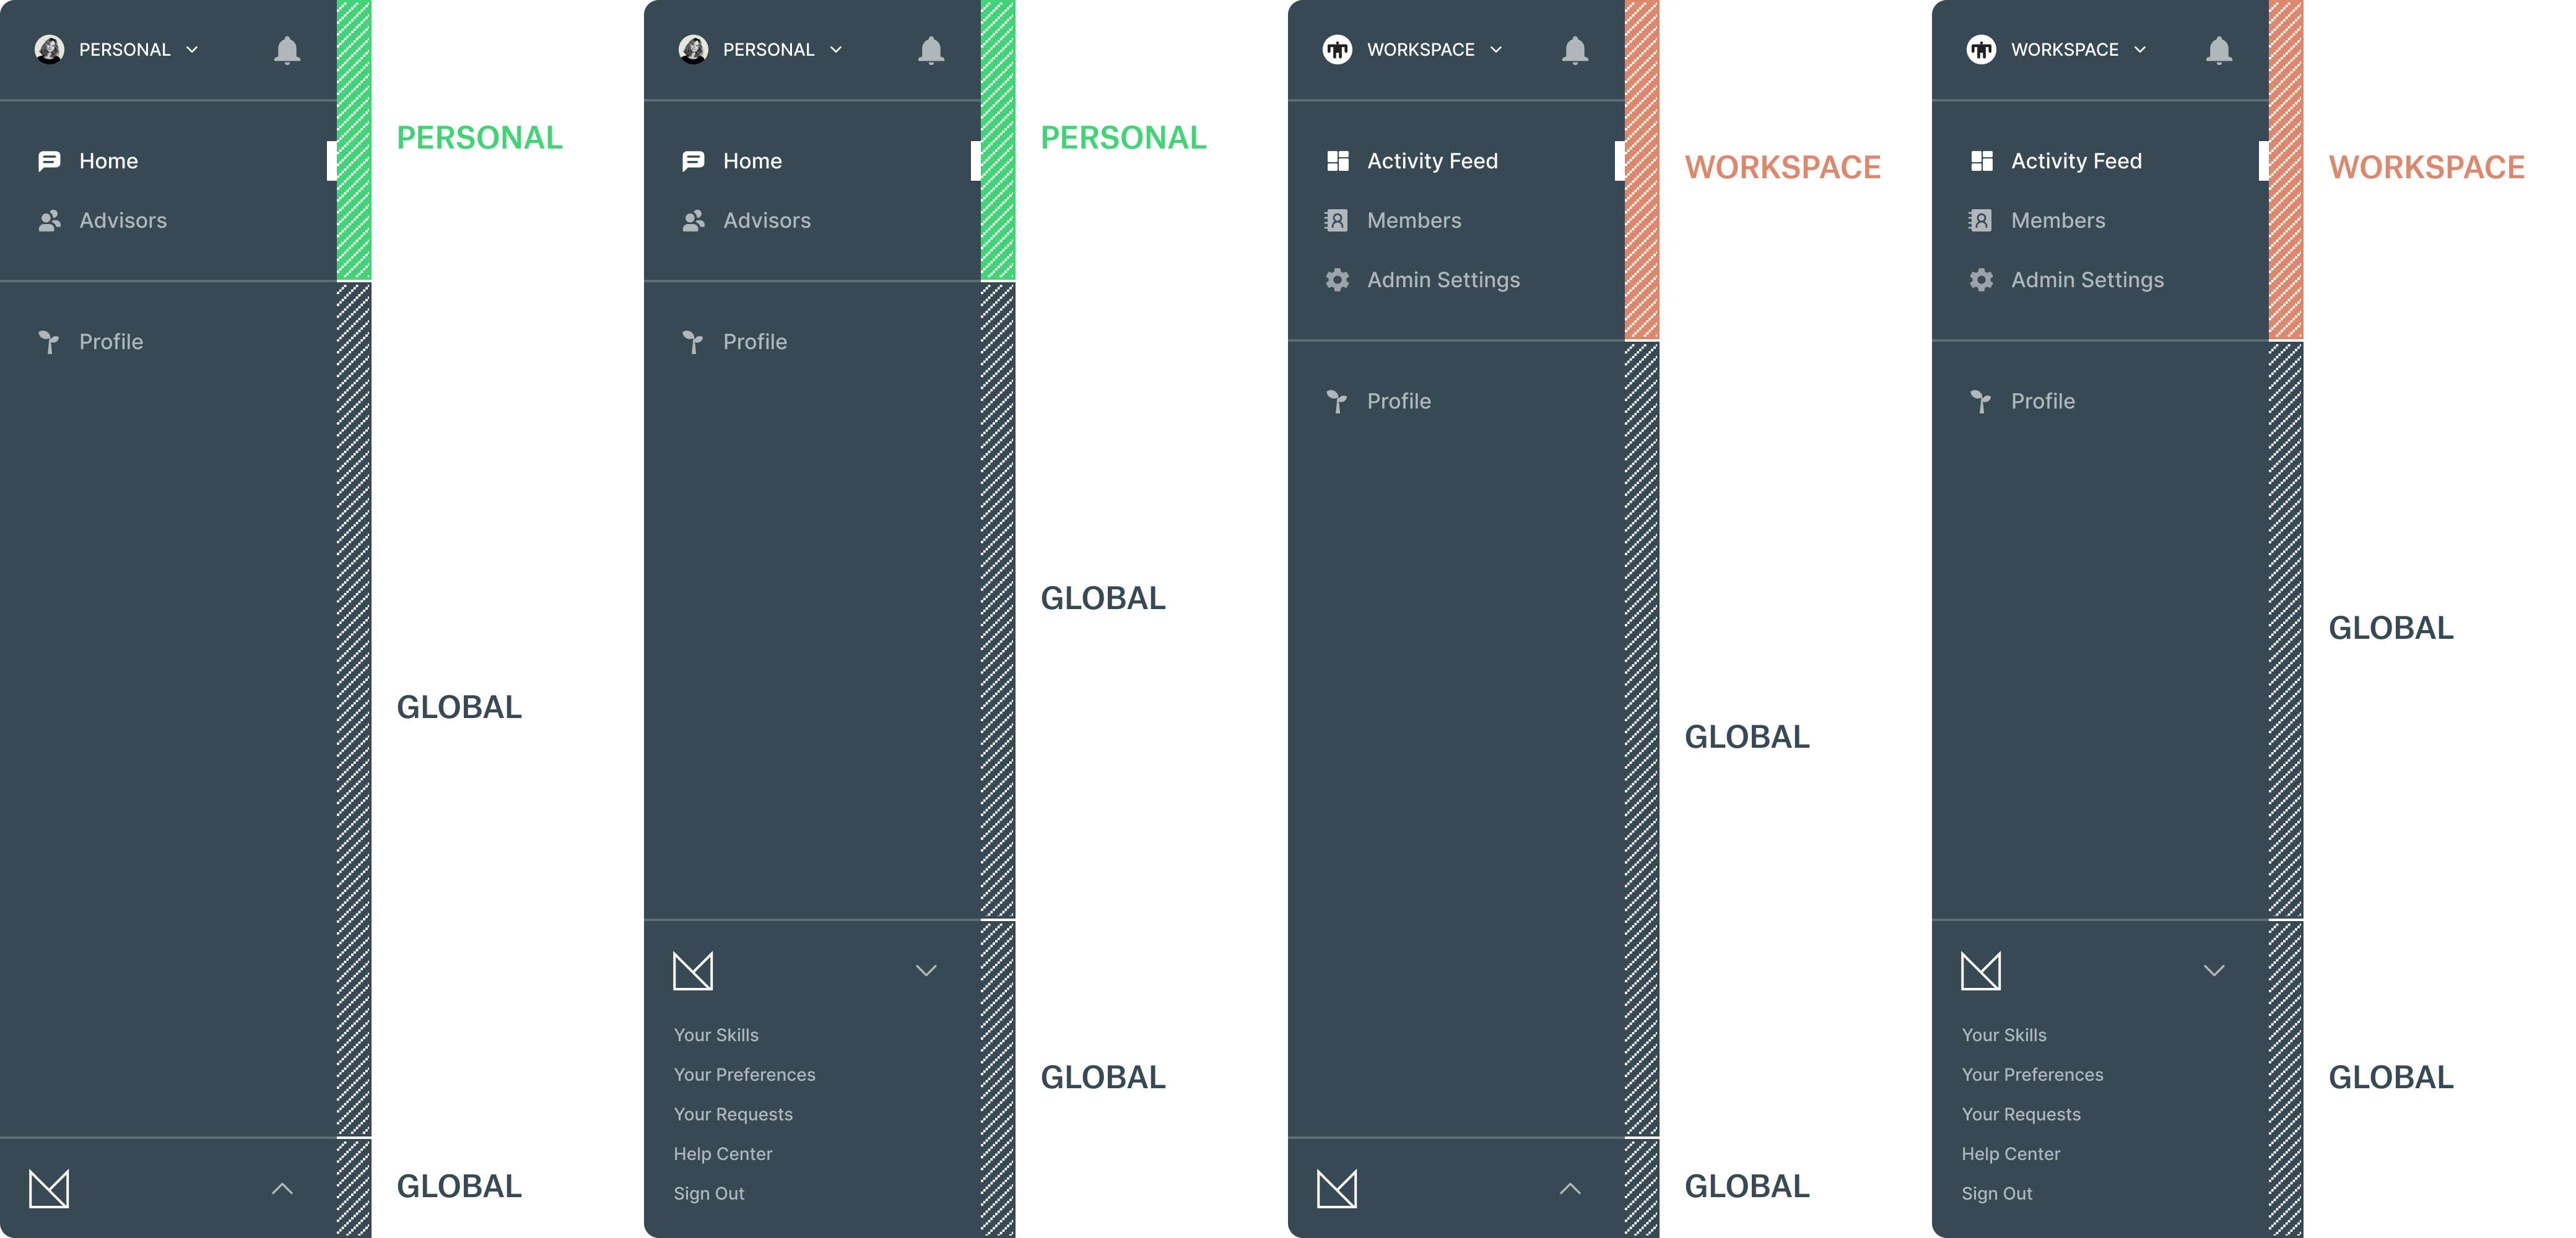 PERSONAL
Home
Advisors
Profile
PERSONAL
GLOBAL
GLOBAL
PERSONAL
Home
Advisors
Profile
Your Skills
Your Preferences
Your Requests
Help Center
Sign Out
PERSONAL
GLOBAL
GLOBAL
WORKSPACE
Activity Feed
Members
Admin Settings
Profile
WORKSPACE
GLOBAL
GLOBAL
WORKSPACE
Activity Feed
Members
Admin Settings
Profile
Your Skills
Your Preferences
Your Requests
Help Center
Sign Out
WORKSPACE
GLOBAL
GLOBAL